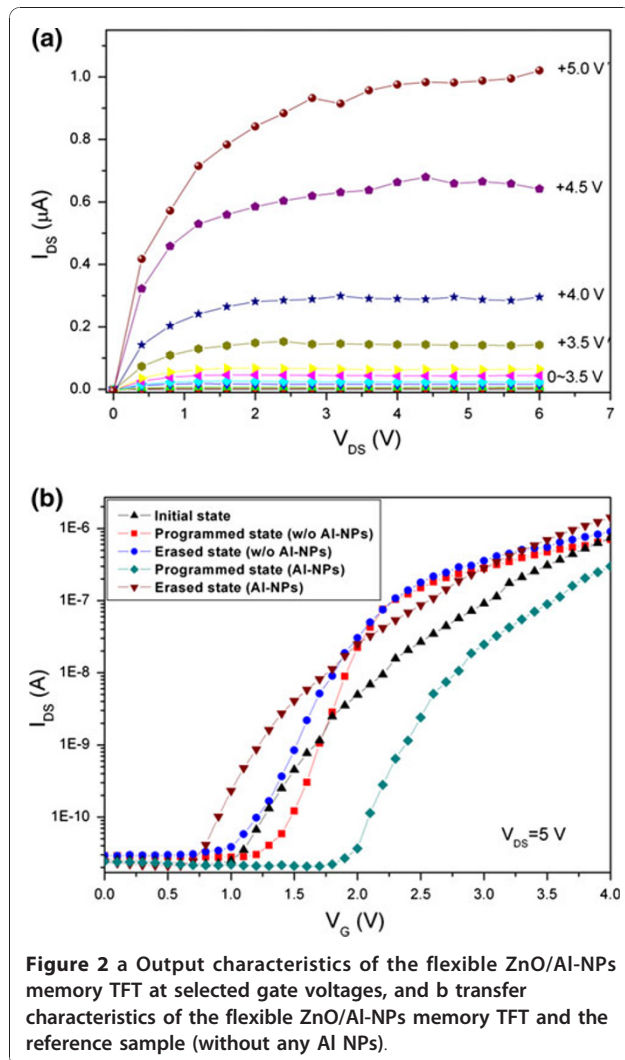 (a)
1.0
0.8
0.6
0.4
0.2
0.0
I_DS (μA)
+5.0 V
+4.5 V
+4.0 V
+3.5 V
0~3.5 V
0 1 2 3 4 5 6 7
V_DS (V)
(b)
Initial state
Programmed state (w/o Al-NPs)
Erased state (w/o Al-NPs)
Programmed state (Al-NPs)
Erased state (Al-NPs)
1E-6
1E-7
1E-8
1E-9
1E-10
I_DS (A)
V_DS=5 V
0.0 0.5 1.0 1.5 2.0 2.5 3.0 3.5 4.0
V_G (V)
Figure 2 a Output characteristics of the flexible ZnO/Al-NPs
memory TFT at selected gate voltages, and b transfer
characteristics of the flexible ZnO/Al-NPs memory TFT and the
reference sample (without any Al NPs).